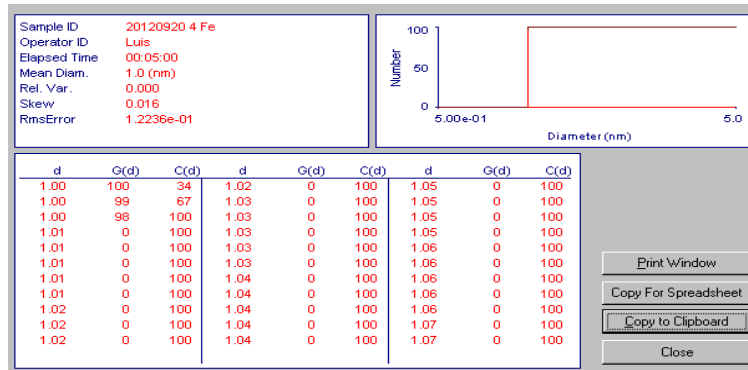 Sample ID 20120920 4 Fe
Operator ID Luis
Elapsed Time 00:05:00
Mean Diam. 1.0 (nm)
Rel. Var. 0.000
Skew 0.016
RmsError 1.2236e-01
100
50
0
Number
5.00e-01 5.0
Diameter (nm)
d G(d) C(d) d G(d) C(d) d G(d) C(d)
1.00 100 34 1.02 0 100 1.05 0 100
1.00 99 67 1.03 0 100 1.05 0 100
1.00 98 100 1.03 0 100 1.05 0 100
1.01 0 100 1.03 0 100 1.05 0 100
1.01 0 100 1.03 0 100 1.06 0 100
1.01 0 100 1.03 0 100 1.06 0 100
1.01 0 100 1.04 0 100 1.06 0 100
1.01 0 100 1.04 0 100 1.06 0 100
1.02 0 100 1.04 0 100 1.06 0 100
1.02 0 100 1.04 0 100 1.07 0 100
1.02 0 100 1.04 0 100 1.07 0 100
Print Window
Copy For Spreadsheet
Copy to Clipboard
Close